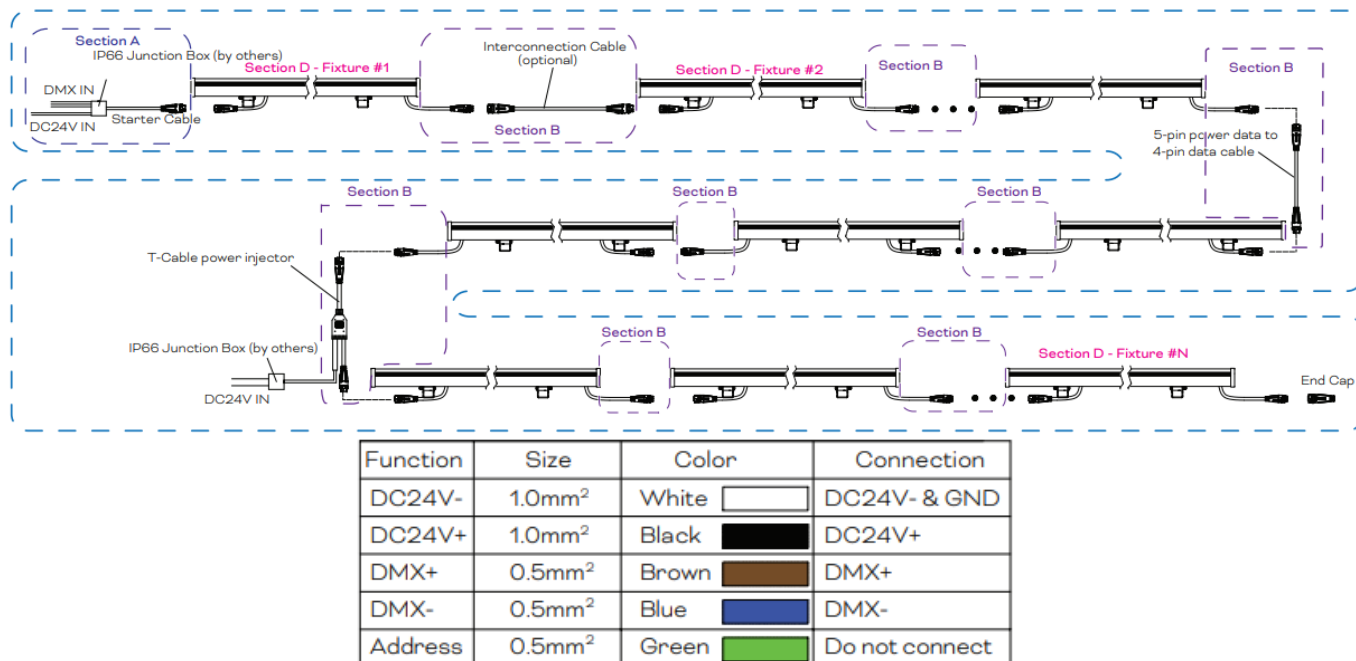 Section A
IP66 Junction Box (by others)
DMX IN
DC24V IN
Starter Cable
Section D - Fixture #1
Interconnection Cable
(optional)
Section B
Section D - Fixture #2
Section B
Section B
5-pin power data to
4-pin data cable
Section B
Section B
Section B
T-Cable power injector
IP66 Junction Box (by others)
DC24V IN
Section B
Section B
Section D - Fixture #N
End Cap
Function Size Color Connection
DC24V- 1.0mm² White DC24V- & GND
DC24V+ 1.0mm² Black DC24V+
DMX+ 0.5mm² Brown DMX+
DMX- 0.5mm² Blue DMX-
Address 0.5mm² Green Do not connect